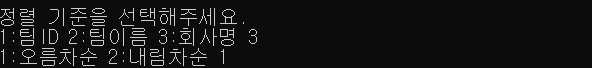 정렬 기준을 선택해주세요.
1:팀ID 2:팀이름 3:회사명 3
1:오름차순 2:내림차순 1